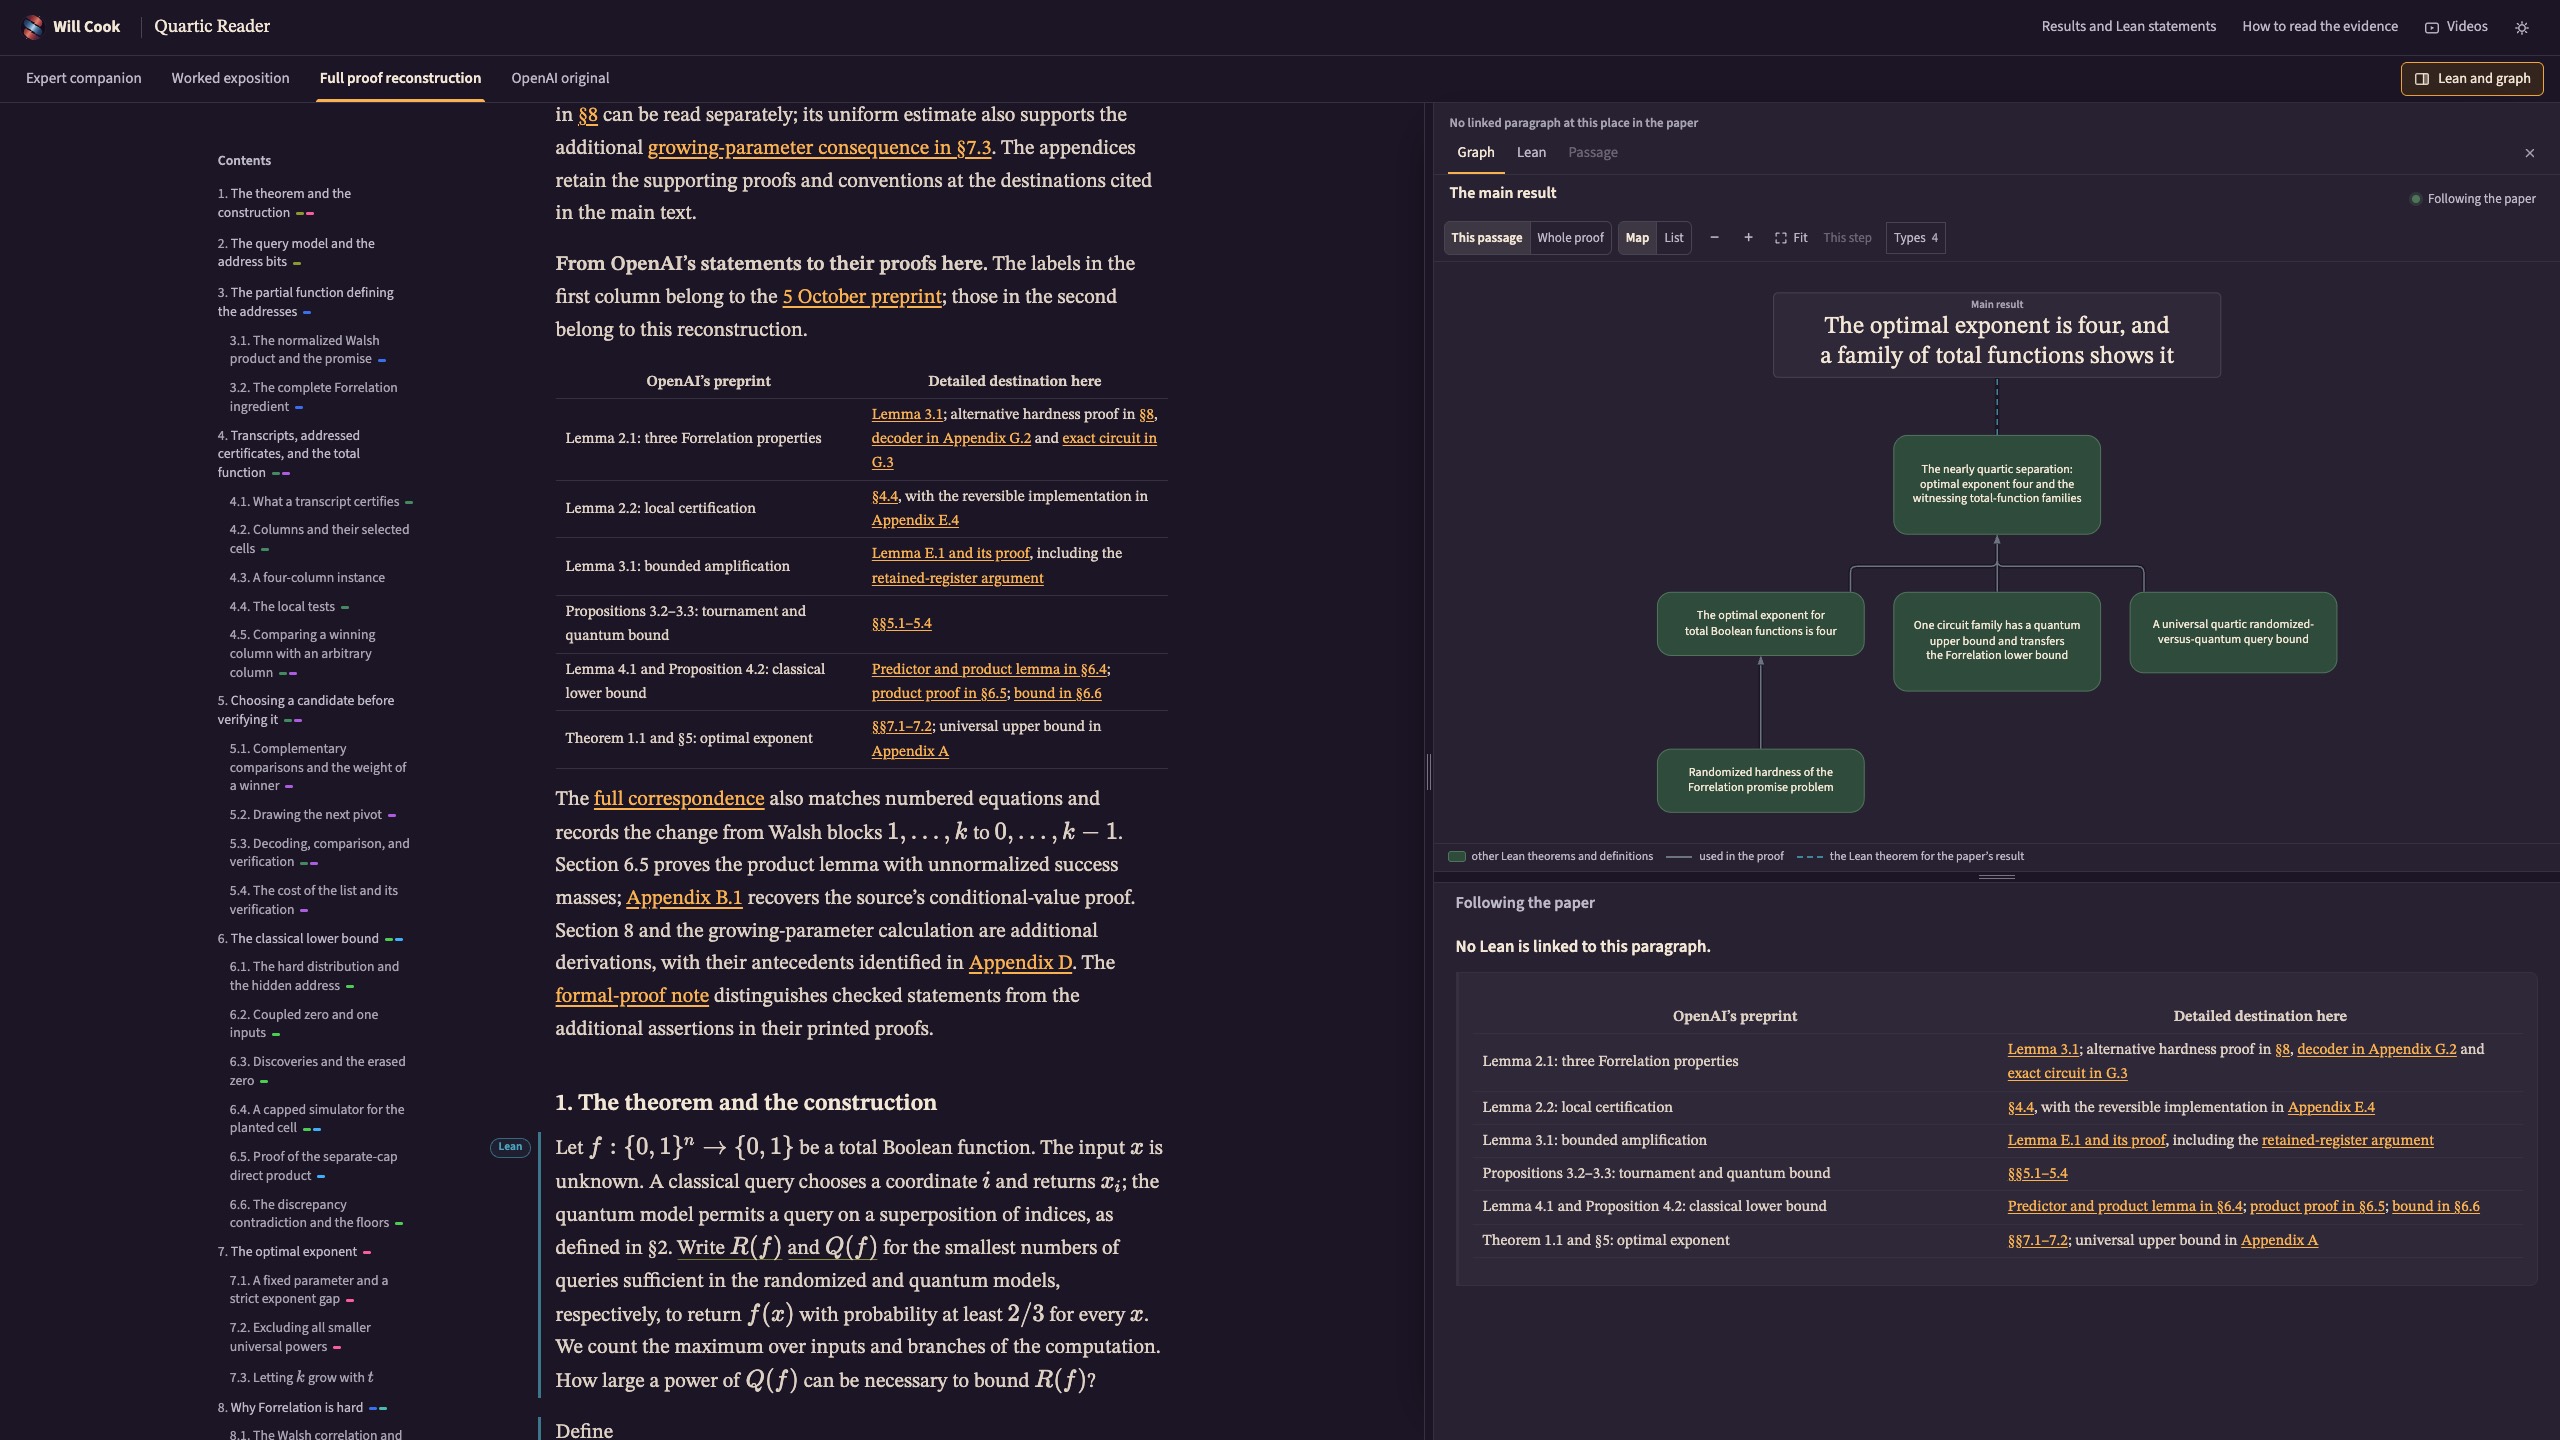 Will Cook
Quartic Reader
Results and Lean statements
How to read the evidence
Videos
Expert companion
Worked exposition
Full proof reconstruction
OpenAI original
Lean and graph
Contents
1. The theorem and the
construction
2. The query model and the
address bits
3. The partial function defining
the addresses
3.1. The normalized Walsh
product and the promise
3.2. The complete Forrelation
ingredient
4. Transcripts, addressed
certificates, and the total
function
4.1. What a transcript certifies
4.2. Columns and their selected
cells
4.3. A four-column instance
4.4. The local tests
4.5. Comparing a winning
column with an arbitrary
column
5. Choosing a candidate before
verifying it
5.1. Complementary
comparisons and the weight of
a winner
5.2. Drawing the next pivot
5.3. Decoding, comparison, and
verification
5.4. The cost of the list and its
verification
6. The classical lower bound
6.1. The hard distribution and
the hidden address
6.2. Coupled zero and one
inputs
6.3. Discoveries and the erased
zero
6.4. A capped simulator for the
planted cell
6.5. Proof of the separate-cap
direct product
6.6. The discrepancy
contradiction and the floors
7. The optimal exponent
7.1. A fixed parameter and a
strict exponent gap
7.2. Excluding all smaller
universal powers
7.3. Letting k grow with t
8. Why Forrelation is hard
8.1. The Walsh correlation and
in §8 can be read separately; its uniform estimate also supports the
additional growing-parameter consequence in §7.3. The appendices
retain the supporting proofs and conventions at the destinations cited
in the main text.
From OpenAI’s statements to their proofs here. The labels in the
first column belong to the 5 October preprint; those in the second
belong to this reconstruction.
OpenAI’s preprint
Detailed destination here
Lemma 2.1: three Forrelation properties
Lemma 3.1; alternative hardness proof in §8,
decoder in Appendix G.2 and exact circuit in
G.3
Lemma 2.2: local certification
§4.4, with the reversible implementation in
Appendix E.4
Lemma 3.1: bounded amplification
Lemma E.1 and its proof, including the
retained-register argument
Propositions 3.2–3.3: tournament and
quantum bound
§§5.1–5.4
Lemma 4.1 and Proposition 4.2: classical
lower bound
Predictor and product lemma in §6.4;
product proof in §6.5; bound in §6.6
Theorem 1.1 and §5: optimal exponent
§§7.1–7.2; universal upper bound in
Appendix A
The full correspondence also matches numbered equations and
records the change from Walsh blocks 1, . . . , k to 0, . . . , k − 1.
Section 6.5 proves the product lemma with unnormalized success
masses; Appendix B.1 recovers the source’s conditional-value proof.
Section 8 and the growing-parameter calculation are additional
derivations, with their antecedents identified in Appendix D. The
formal-proof note distinguishes checked statements from the
additional assertions in their printed proofs.
1. The theorem and the construction
Lean
Let f : {0, 1}ⁿ → {0, 1} be a total Boolean function. The input x is
unknown. A classical query chooses a coordinate i and returns xᵢ; the
quantum model permits a query on a superposition of indices, as
defined in §2. Write R(f) and Q(f) for the smallest numbers of
queries sufficient in the randomized and quantum models,
respectively, to return f(x) with probability at least 2/3 for every x.
We count the maximum over inputs and branches of the computation.
How large a power of Q(f) can be necessary to bound R(f)?
Define
No linked paragraph at this place in the paper
Graph
Lean
Passage
×
The main result
Following the paper
This passage
Whole proof
Map
List
−
+
Fit
This step
Types 4
Main result
The optimal exponent is four, and
a family of total functions shows it
The nearly quartic separation:
optimal exponent four and the
witnessing total-function families
The optimal exponent for
total Boolean functions is four
One circuit family has a quantum
upper bound and transfers
the Forrelation lower bound
A universal quartic randomized-
versus-quantum query bound
Randomized hardness of the
Forrelation promise problem
other Lean theorems and definitions
used in the proof
the Lean theorem for the paper’s result
Following the paper
No Lean is linked to this paragraph.
OpenAI’s preprint
Detailed destination here
Lemma 2.1: three Forrelation properties
Lemma 3.1; alternative hardness proof in §8, decoder in Appendix G.2 and
exact circuit in G.3
Lemma 2.2: local certification
§4.4, with the reversible implementation in Appendix E.4
Lemma 3.1: bounded amplification
Lemma E.1 and its proof, including the retained-register argument
Propositions 3.2–3.3: tournament and quantum bound
§§5.1–5.4
Lemma 4.1 and Proposition 4.2: classical lower bound
Predictor and product lemma in §6.4; product proof in §6.5; bound in §6.6
Theorem 1.1 and §5: optimal exponent
§§7.1–7.2; universal upper bound in Appendix A